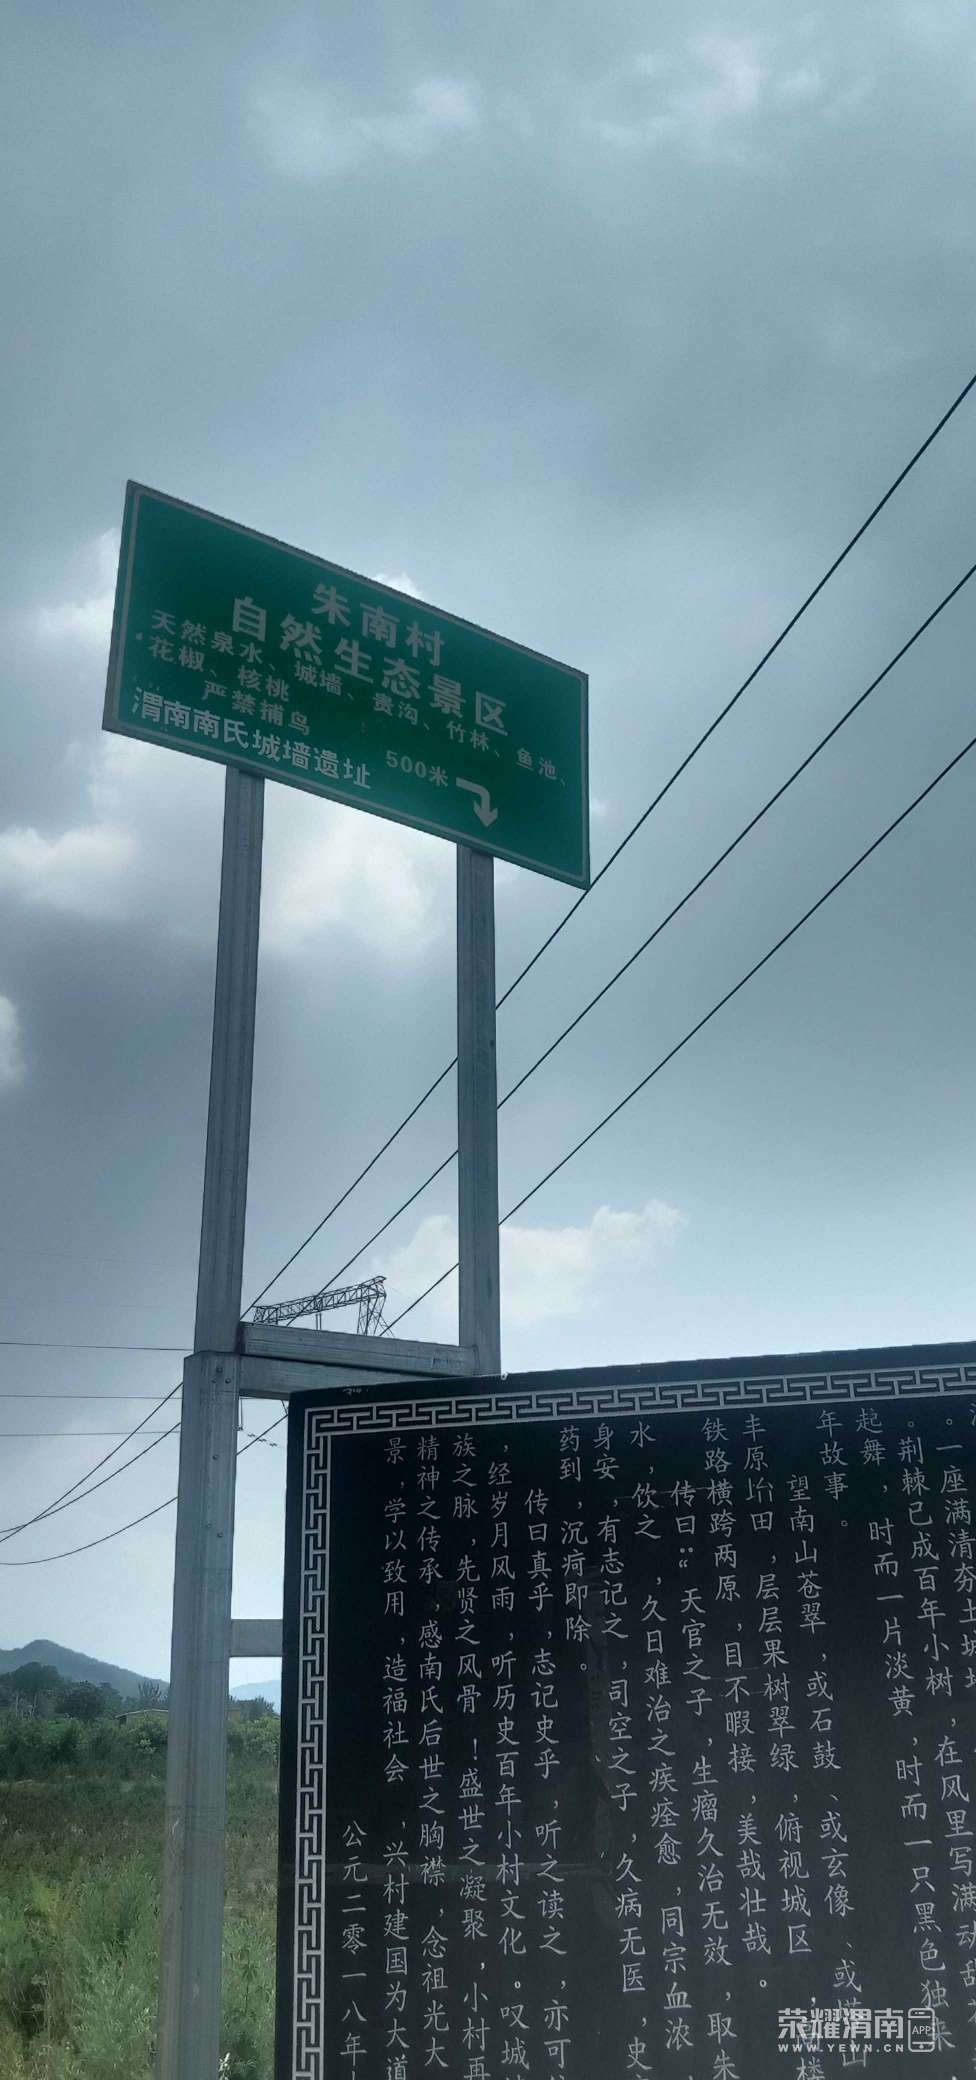 朱南村
自然生态景区
天然泉水、城墙、贵沟、竹林、鱼池、
花椒、核桃
严禁捕鸟
500米
渭南南氏城墙遗址
。一座满清夯土城
。荆棘已成百年小树，在风里写满动
起舞，时而一片淡黄，时而一只黑色独来
年故事。
望南山苍翠，或石鼓、或玄像、或
丰原坮田，层层果树翠绿，俯视城区，
铁路横跨两原，目不暇接，美哉壮哉。
传曰：“天官之子，生瘤久治无效，取朱
水，饮之，久日难治之疾痊愈，同宗血浓
身安，有志记之，司空之子，久病无医，史
药到，沉疴即除。
传曰真乎，志记史乎，听之读之，亦可
，经岁月风雨，听历史百年小村文化。叹城
族之脉，先贤之风骨！盛世之凝聚，小村再
精神之传承，感南氏后世之胸襟，念祖光大
景，学以致用，造福社会，兴村建国为大道
公元二零一八年
荣耀渭南
APP
WWW.YEWN.CN